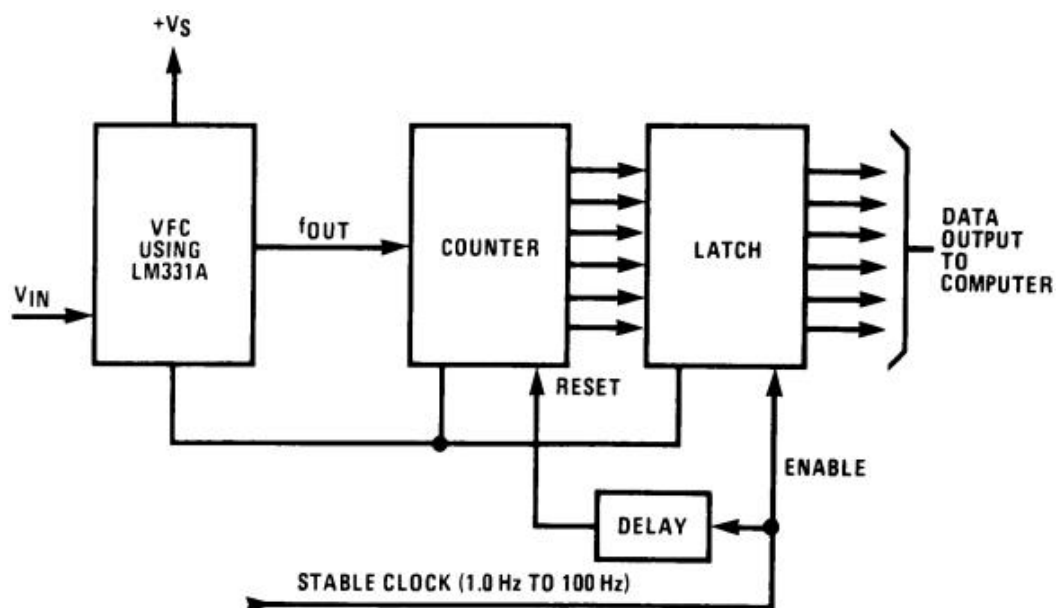 +VS
VFC
USING
LM331A
VIN
fOUT
COUNTER
LATCH
DATA
OUTPUT
TO
COMPUTER
RESET
ENABLE
DELAY
STABLE CLOCK (1.0 Hz TO 100 Hz)